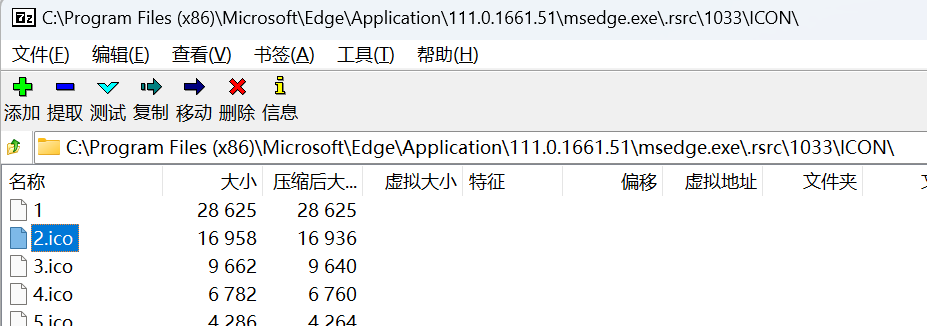 7z C:\Program Files (x86)\Microsoft\Edge\Application\111.0.1661.51\msedge.exe\.rsrc\1033\ICON\
文件(F) 编辑(E) 查看(V) 书签(A) 工具(T) 帮助(H)
添加 提取 测试 复制 移动 删除 信息
C:\Program Files (x86)\Microsoft\Edge\Application\111.0.1661.51\msedge.exe\.rsrc\1033\ICON\
名称 大小 压缩后大... 虚拟大小 特征 偏移 虚拟地址 文件夹
1 28 625 28 625
2.ico 16 958 16 936
3.ico 9 662 9 640
4.ico 6 782 6 760
5.ico 4 286 4 264